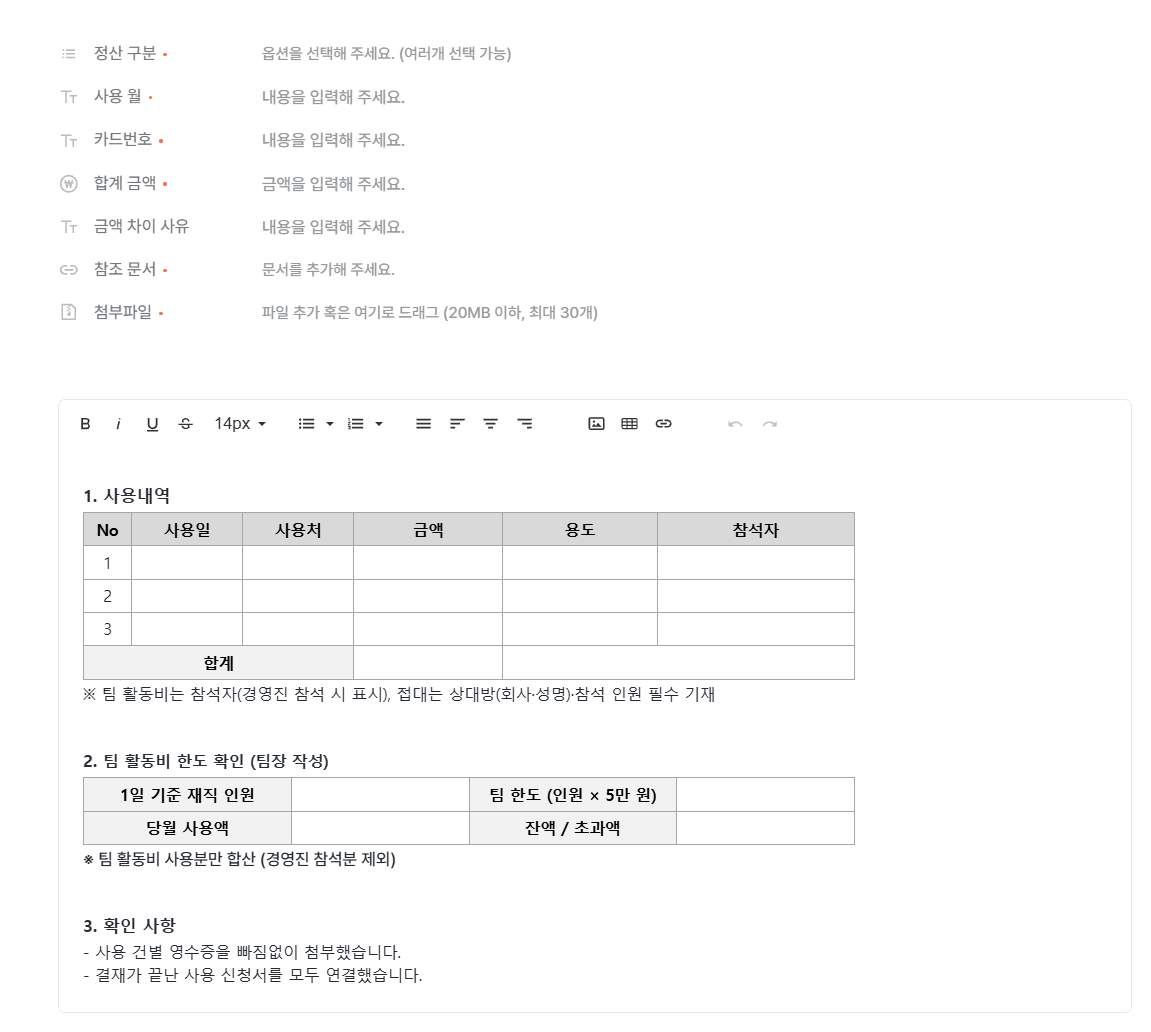 정산 구분 • 옵션을 선택해 주세요. (여러개 선택 가능)
사용 월 • 내용을 입력해 주세요.
카드번호 • 내용을 입력해 주세요.
합계 금액 • 금액을 입력해 주세요.
금액 차이 사유 내용을 입력해 주세요.
참조 문서 • 문서를 추가해 주세요.
첨부파일 • 파일 추가 혹은 여기로 드래그 (20MB 이하, 최대 30개)
B i U S 14px
1. 사용내역
No 사용일 사용처 금액 용도 참석자
1
2
3
합계
※ 팀 활동비는 참석자(경영진 참석 시 표시), 접대는 상대방(회사·성명)·참석 인원 필수 기재
2. 팀 활동비 한도 확인 (팀장 작성)
1일 기준 재직 인원 팀 한도 (인원 × 5만 원)
당월 사용액 잔액 / 초과액
※ 팀 활동비 사용분만 합산 (경영진 참석분 제외)
3. 확인 사항
- 사용 건별 영수증을 빠짐없이 첨부했습니다.
- 결재가 끝난 사용 신청서를 모두 연결했습니다.